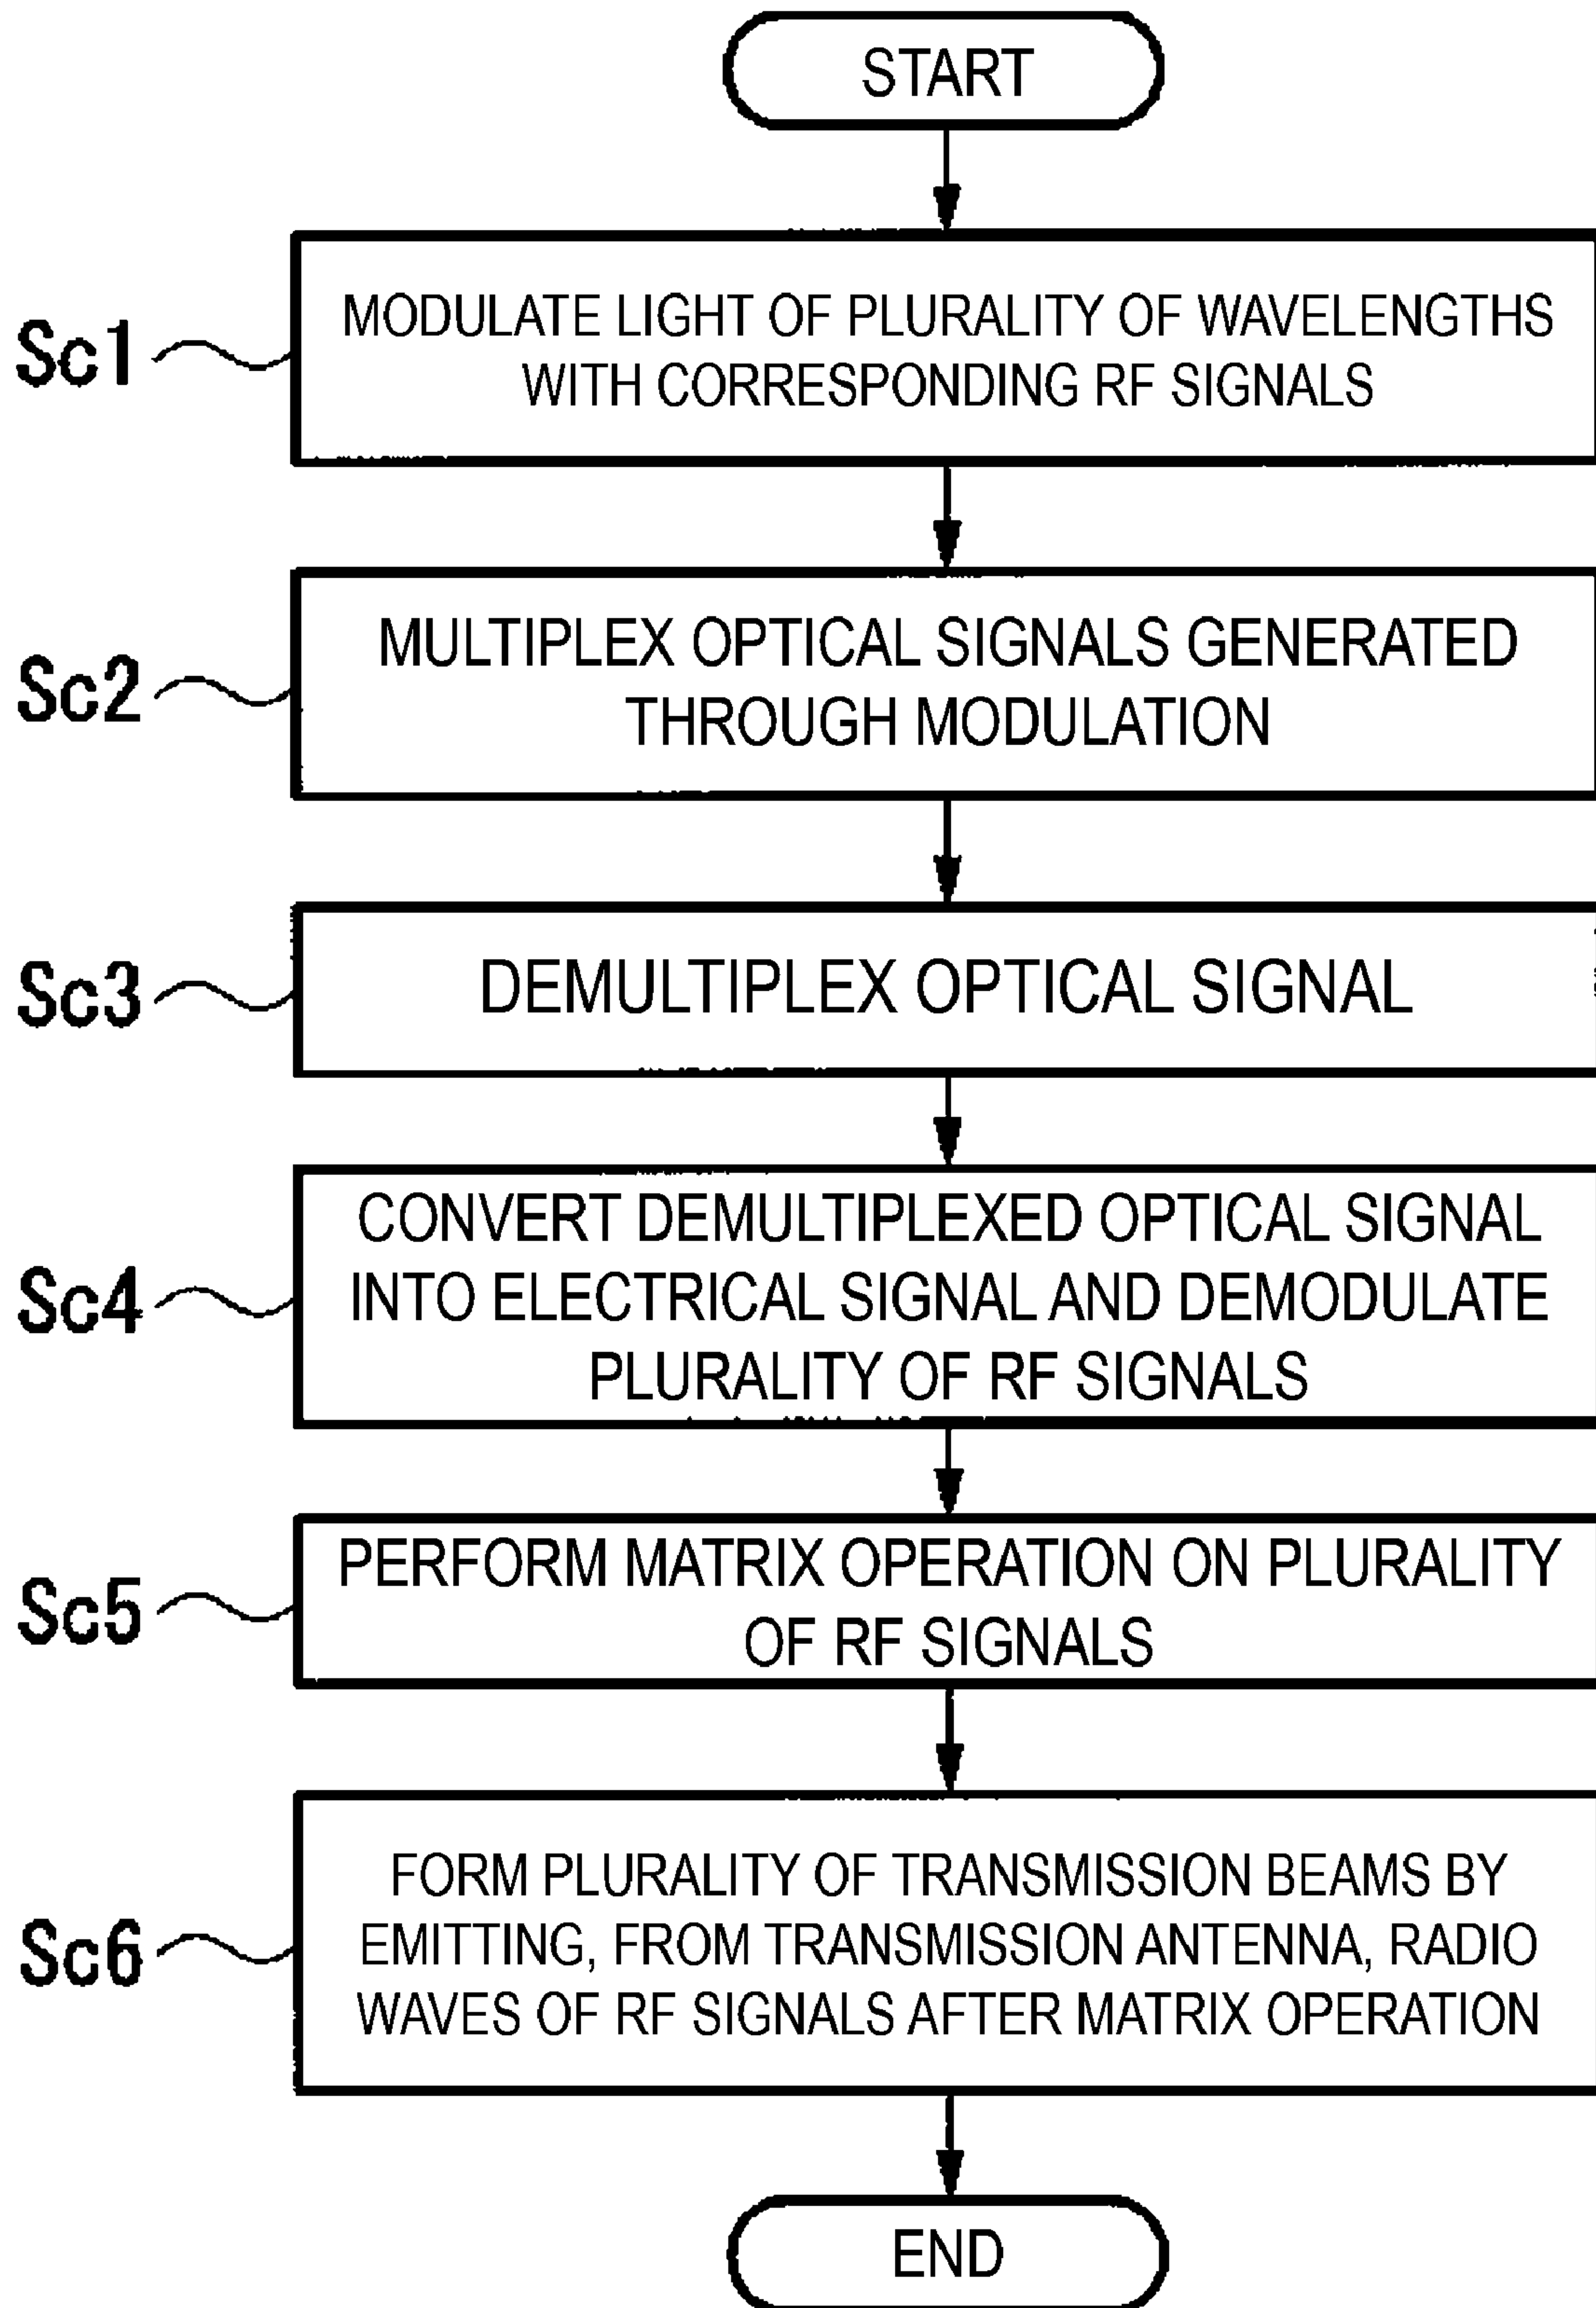 START
Sc1
MODULATE LIGHT OF PLURALITY OF WAVELENGTHS
WITH CORRESPONDING RF SIGNALS
Sc2
MULTIPLEX OPTICAL SIGNALS GENERATED
THROUGH MODULATION
Sc3
DEMULTIPLEX OPTICAL SIGNAL
Sc4
CONVERT DEMULTIPLEXED OPTICAL SIGNAL
INTO ELECTRICAL SIGNAL AND DEMODULATE
PLURALITY OF RF SIGNALS
Sc5
PERFORM MATRIX OPERATION ON PLURALITY
OF RF SIGNALS
Sc6
FORM PLURALITY OF TRANSMISSION BEAMS BY
EMITTING, FROM TRANSMISSION ANTENNA, RADIO
WAVES OF RF SIGNALS AFTER MATRIX OPERATION
END